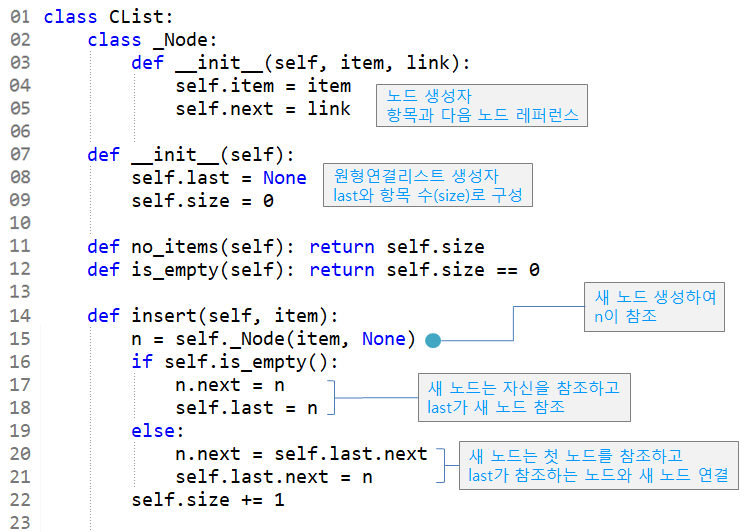 01 class CList:
02     class _Node:
03         def __init__(self, item, link):
04             self.item = item
05             self.next = link
노드 생성자
항목과 다음 노드 레퍼런스
06
07     def __init__(self):
08         self.last = None
09         self.size = 0
원형연결리스트 생성자
last와 항목 수(size)로 구성
10
11     def no_items(self): return self.size
12     def is_empty(self): return self.size == 0
13
새 노드 생성하여
n이 참조
14     def insert(self, item):
15         n = self._Node(item, None)
16         if self.is_empty():
17             n.next = n
18             self.last = n
새 노드는 자신을 참조하고
last가 새 노드 참조
19         else:
20             n.next = self.last.next
21             self.last.next = n
새 노드는 첫 노드를 참조하고
last가 참조하는 노드와 새 노드 연결
22         self.size += 1
23